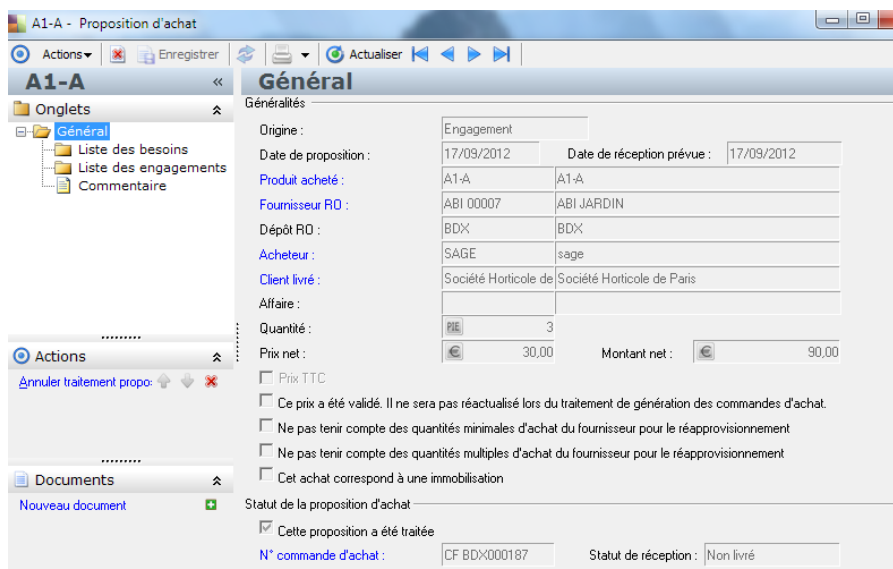 A1-A - Proposition d'achat
Actions Enregistrer Actualiser
A1-A « Général
Onglets
Général
Liste des besoins
Liste des engagements
Commentaire
Actions
Annuler traitement propo:
Documents
Nouveau document
Généralités
Origine : Engagement
Date de proposition : 17/09/2012 Date de réception prévue : 17/09/2012
Produit acheté : A1-A A1-A
Fournisseur RO : ABI 00007 ABI JARDIN
Dépôt RO : BDX BDX
Acheteur : SAGE sage
Client livré : Société Horticole de Société Horticole de Paris
Affaire :
Quantité : PIE 3
Prix net : € 30,00 Montant net : € 90,00
Prix TTC
Ce prix a été validé. Il ne sera pas réactualisé lors du traitement de génération des commandes d'achat.
Ne pas tenir compte des quantités minimales d'achat du fournisseur pour le réapprovisionnement
Ne pas tenir compte des quantités multiples d'achat du fournisseur pour le réapprovisionnement
Cet achat correspond à une immobilisation
Statut de la proposition d'achat
Cette proposition a été traitée
N° commande d'achat : CF BDX000187 Statut de réception : Non livré